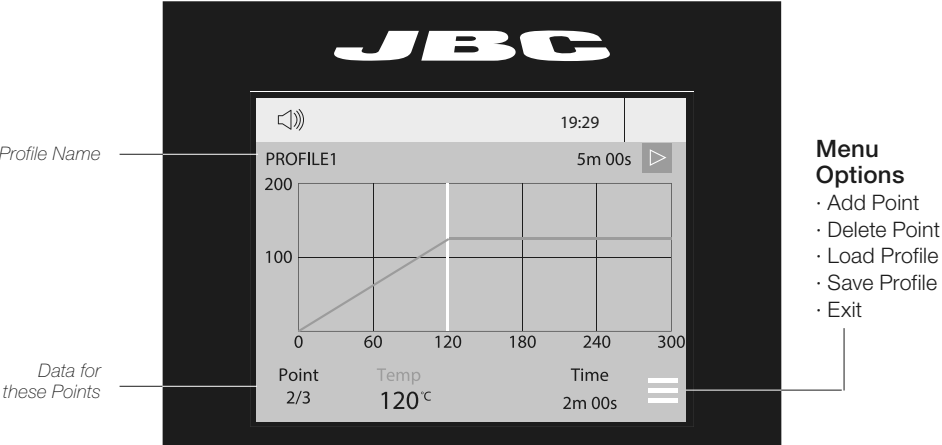 JBC
19:29
Profile Name
PROFILE1
5m 00s
200
100
0 60 120 180 240 300
Point Temp Time
2/3 120°C 2m 00s
Data for
these Points
Menu
Options
· Add Point
· Delete Point
· Load Profile
· Save Profile
· Exit